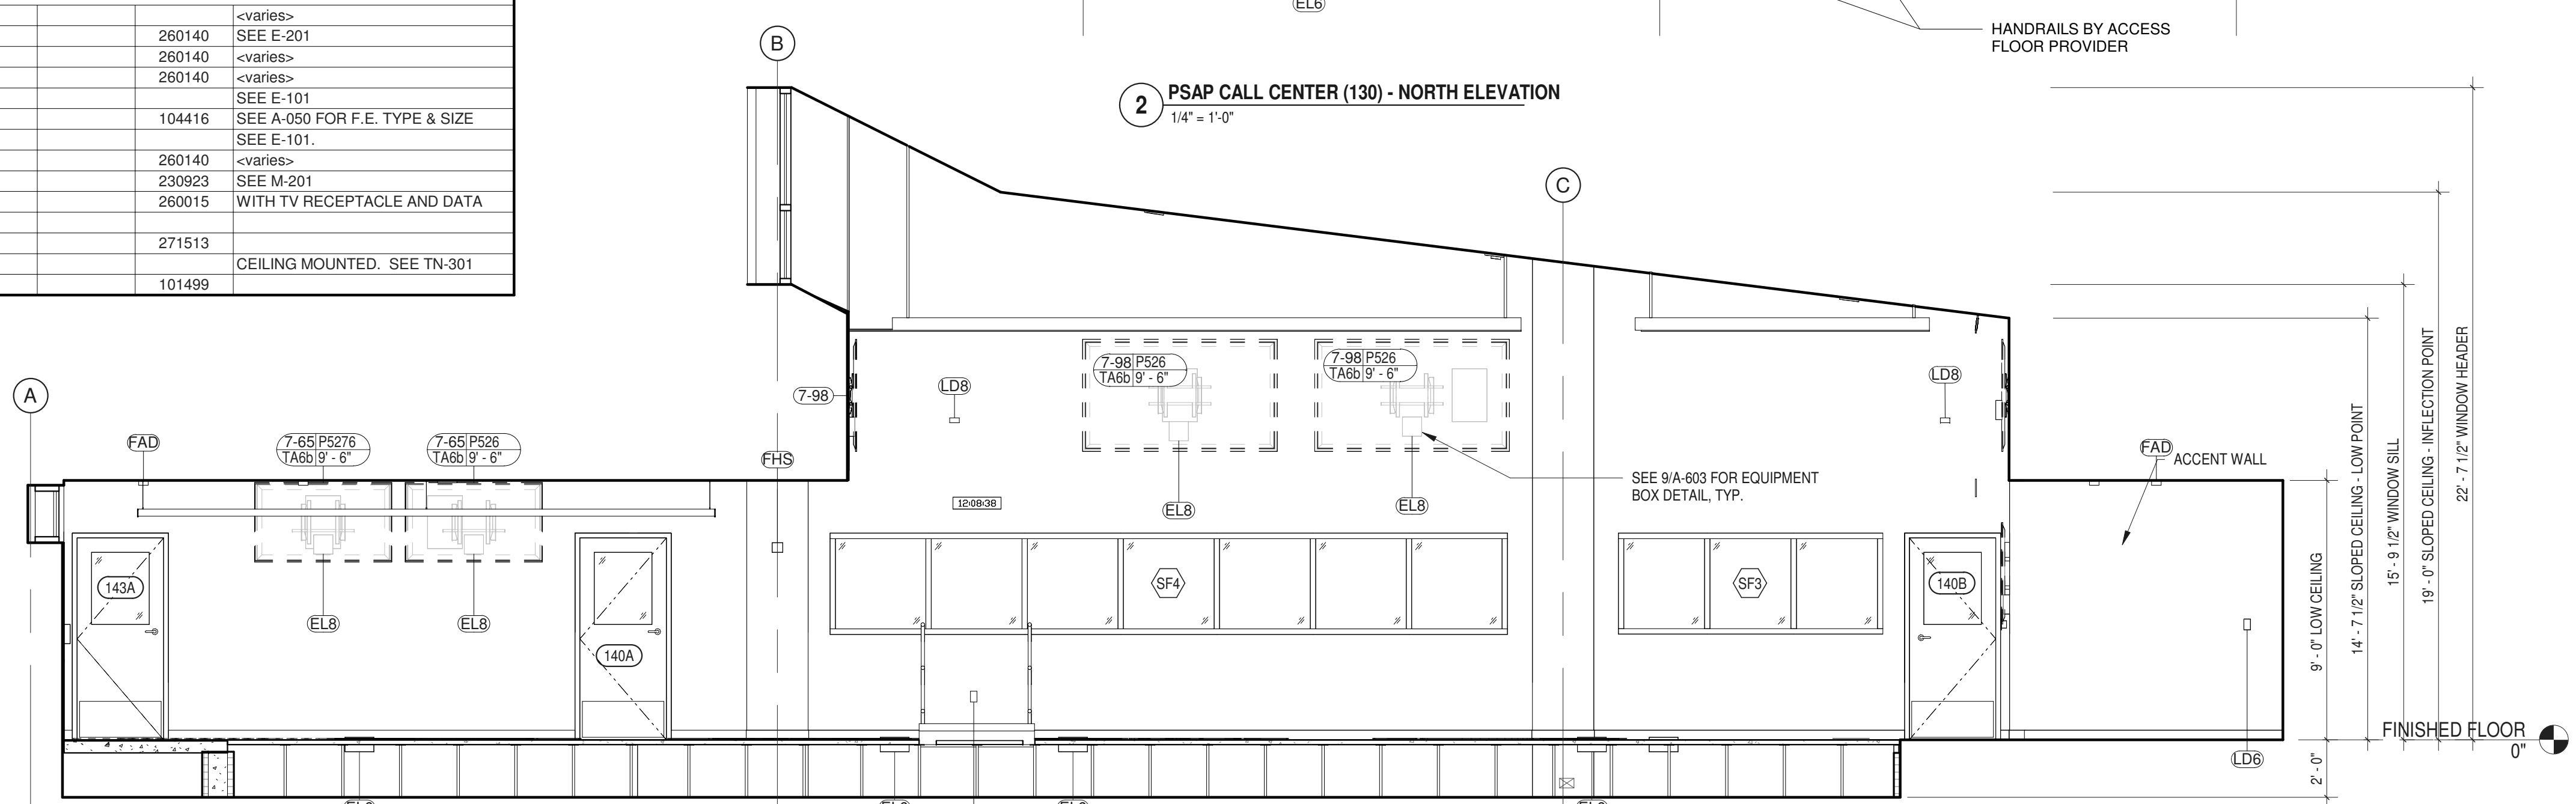 <varies>
260140 SEE E-201
260140 <varies>
260140 <varies>
SEE E-101
104416 SEE A-050 FOR F.E. TYPE & SIZE
SEE E-101.
260140 <varies>
230923 SEE M-201
260015 WITH TV RECEPTACLE AND DATA
271513
CEILING MOUNTED. SEE TN-301
101499
EL6
HANDRAILS BY ACCESS
FLOOR PROVIDER
2
PSAP CALL CENTER (130) - NORTH ELEVATION
1/4" = 1'-0"
B
C
A
7-98 P526
TA6b 9' - 6"
7-98 P526
TA6b 9' - 6"
7-98
LD8
LD8
FAD
7-65 P5276
TA6b 9' - 6"
7-65 P526
TA6b 9' - 6"
FHS
FAD
ACCENT WALL
SEE 9/A-603 FOR EQUIPMENT
BOX DETAIL, TYP.
12:08:38
EL8
EL8
143A
EL8
EL8
140A
SF4
SF3
140B
9' - 0" LOW CEILING
14' - 7 1/2" SLOPED CEILING - LOW POINT
15' - 9 1/2" WINDOW SILL
19' - 0" SLOPED CEILING - INFLECTION POINT
22' - 7 1/2" WINDOW HEADER
2' - 0"
FINISHED FLOOR
0"
LD6